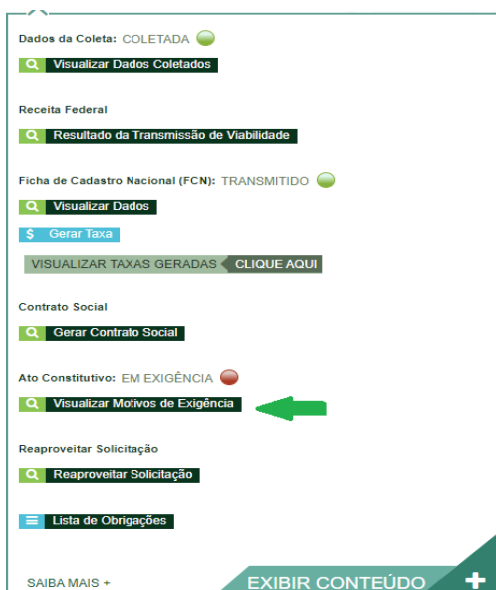 Dados da Coleta: COLETADA
Visualizar Dados Coletados
Receita Federal
Resultado da Transmissão de Viabilidade
Ficha de Cadastro Nacional (FCN): TRANSMITIDO
Visualizar Dados
$ Gerar Taxa
VISUALIZAR TAXAS GERADAS CLIQUE AQUI
Contrato Social
Gerar Contrato Social
Ato Constitutivo: EM EXIGÊNCIA
Visualizar Motivos de Exigência
Reaproveitar Solicitação
Reaproveitar Solicitação
Lista de Obrigações
SAIBA MAIS + EXIBIR CONTEÚDO +